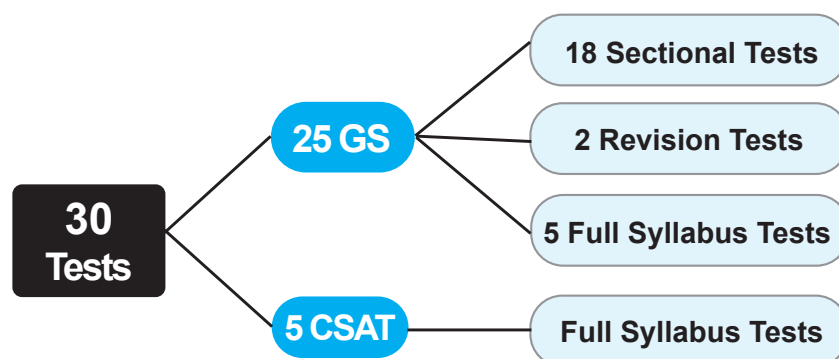 18 Sectional Tests
25 GS
2 Revision Tests
30
Tests
5 Full Syllabus Tests
5 CSAT
Full Syllabus Tests